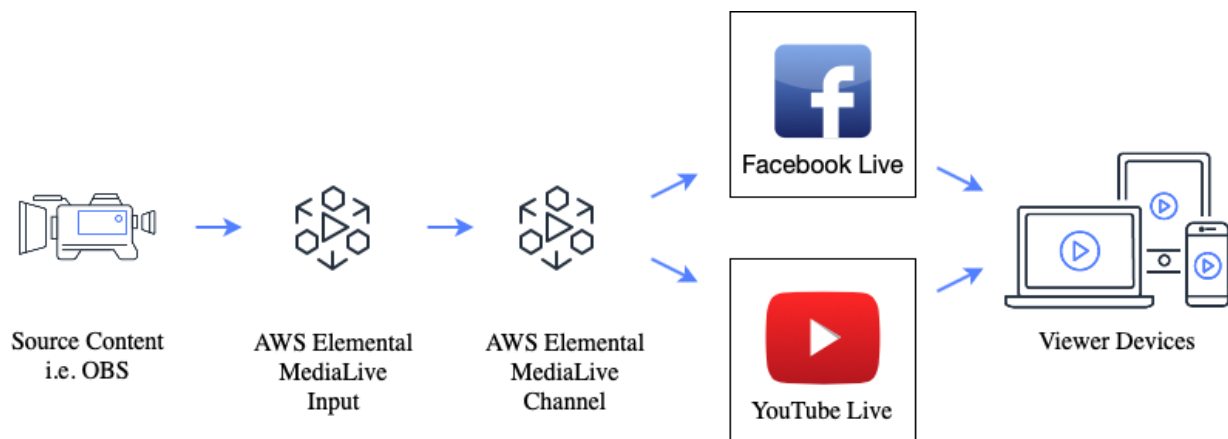 Facebook Live
Source Content
i.e. OBS
AWS Elemental
MediaLive
Input
AWS Elemental
MediaLive
Channel
YouTube Live
Viewer Devices